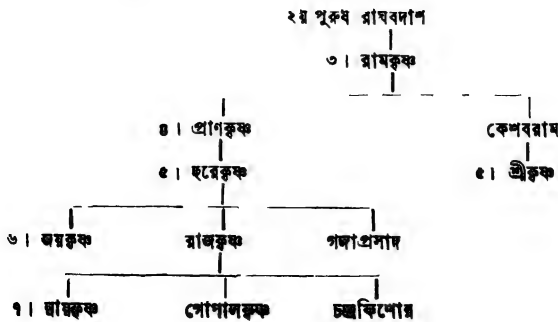 ২য় পুরুষ রাঘবদাশ
৩। রামকৃষ্ণ
৪। প্রাণকৃষ্ণ কেশবরাম
৫। হরেকৃষ্ণ ৫। শ্রীকৃষ্ণ
৬। জয়কৃষ্ণ রাজকৃষ্ণ গঙ্গাপ্রসাদ
৭। রায়কৃষ্ণ গোপালকৃষ্ণ চন্দ্রকিশোর